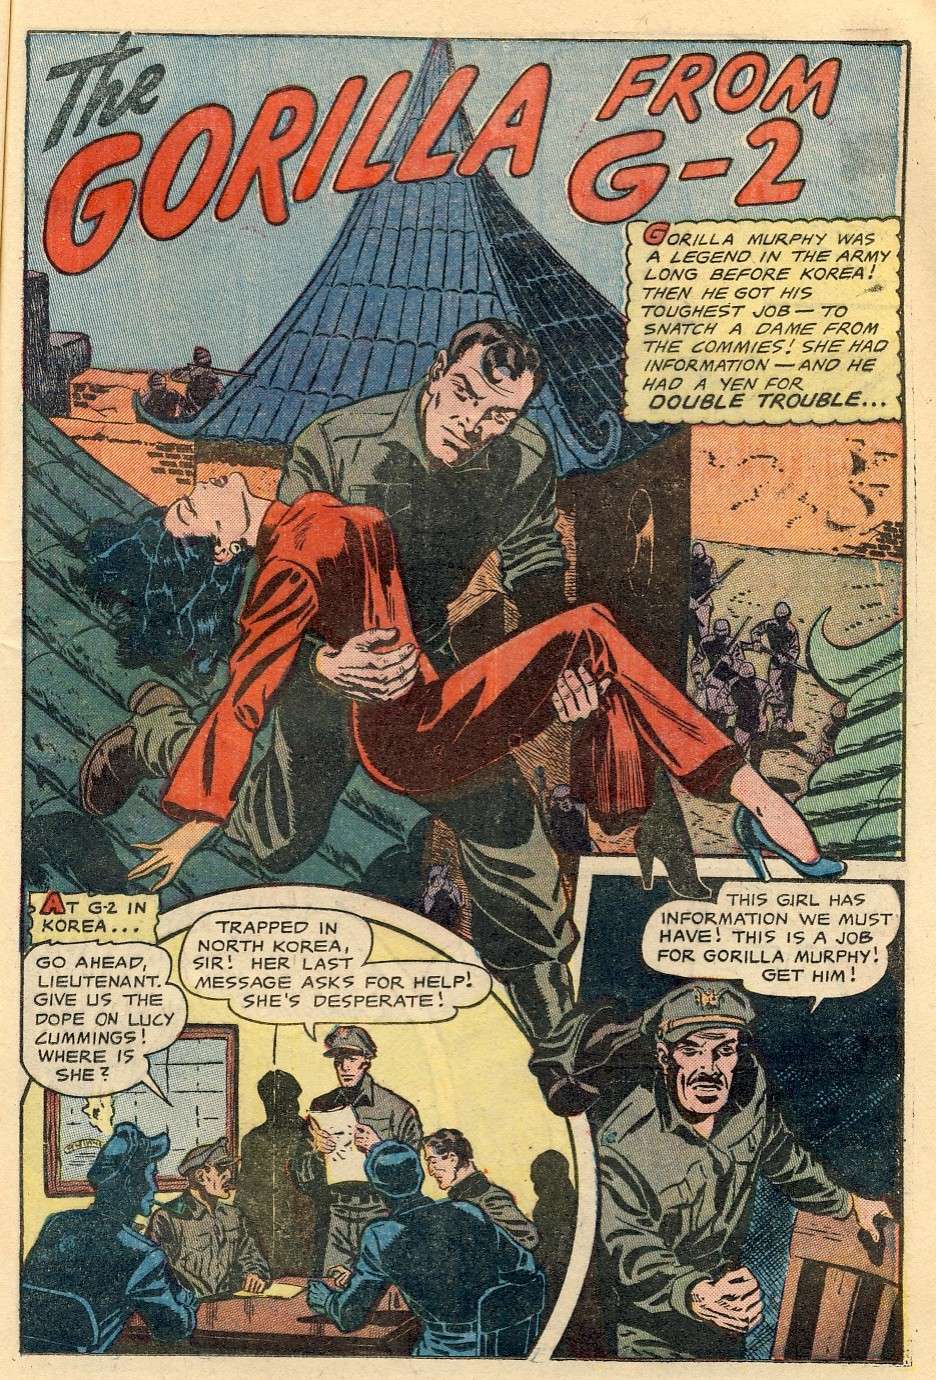 The
GORILLA FROM
G-2
GORILLA MURPHY WAS
A LEGEND IN THE ARMY
LONG BEFORE KOREA!
THEN HE GOT HIS
TOUGHEST JOB — TO
SNATCH A DAME FROM
THE COMMIES! SHE HAD
INFORMATION — AND HE
HAD A YEN FOR
DOUBLE TROUBLE...
AT G-2 IN
KOREA...
GO AHEAD,
LIEUTENANT.
GIVE US THE
DOPE ON LUCY
CUMMINGS!
WHERE IS
SHE?
TRAPPED IN
NORTH KOREA,
SIR! HER LAST
MESSAGE ASKS FOR HELP!
SHE'S DESPERATE!
THIS GIRL HAS
INFORMATION WE MUST
HAVE! THIS IS A JOB
FOR GORILLA MURPHY!
GET HIM!